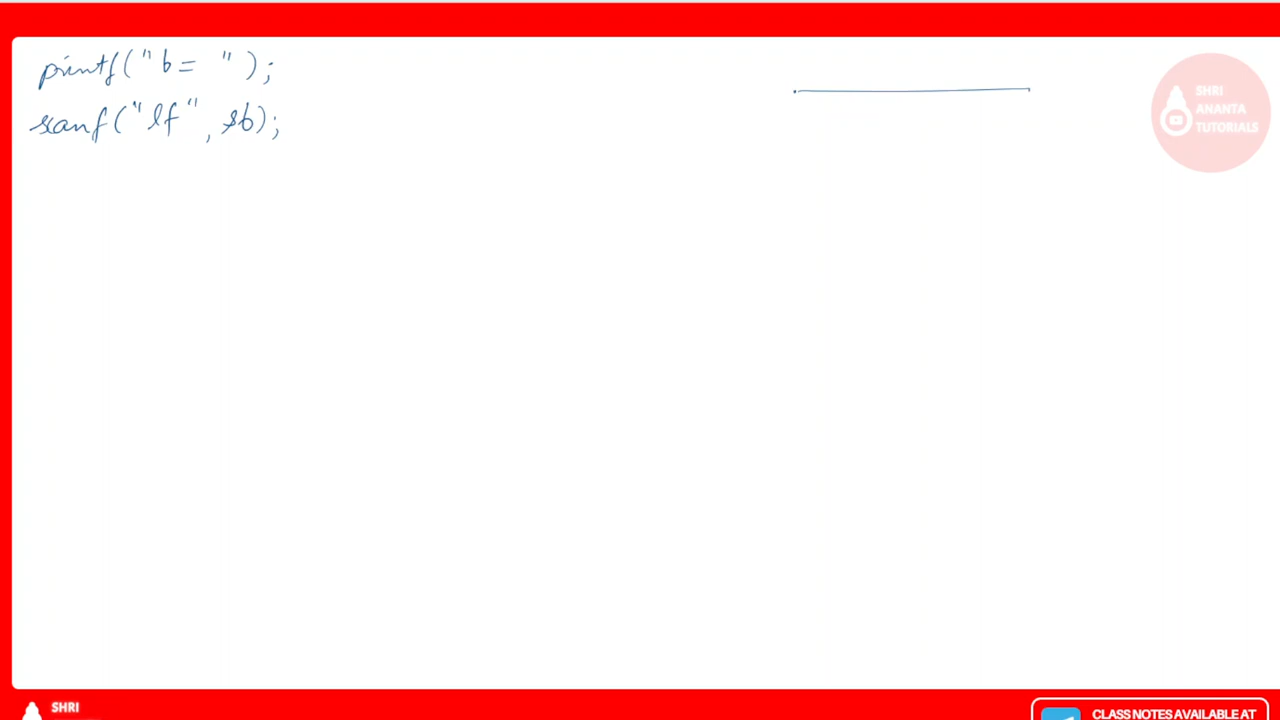 printf("b= ");
scanf("lf", &b);
SHRI
ANANTA
TUTORIALS
SHRI
CLASS NOTES AVAILABLE AT